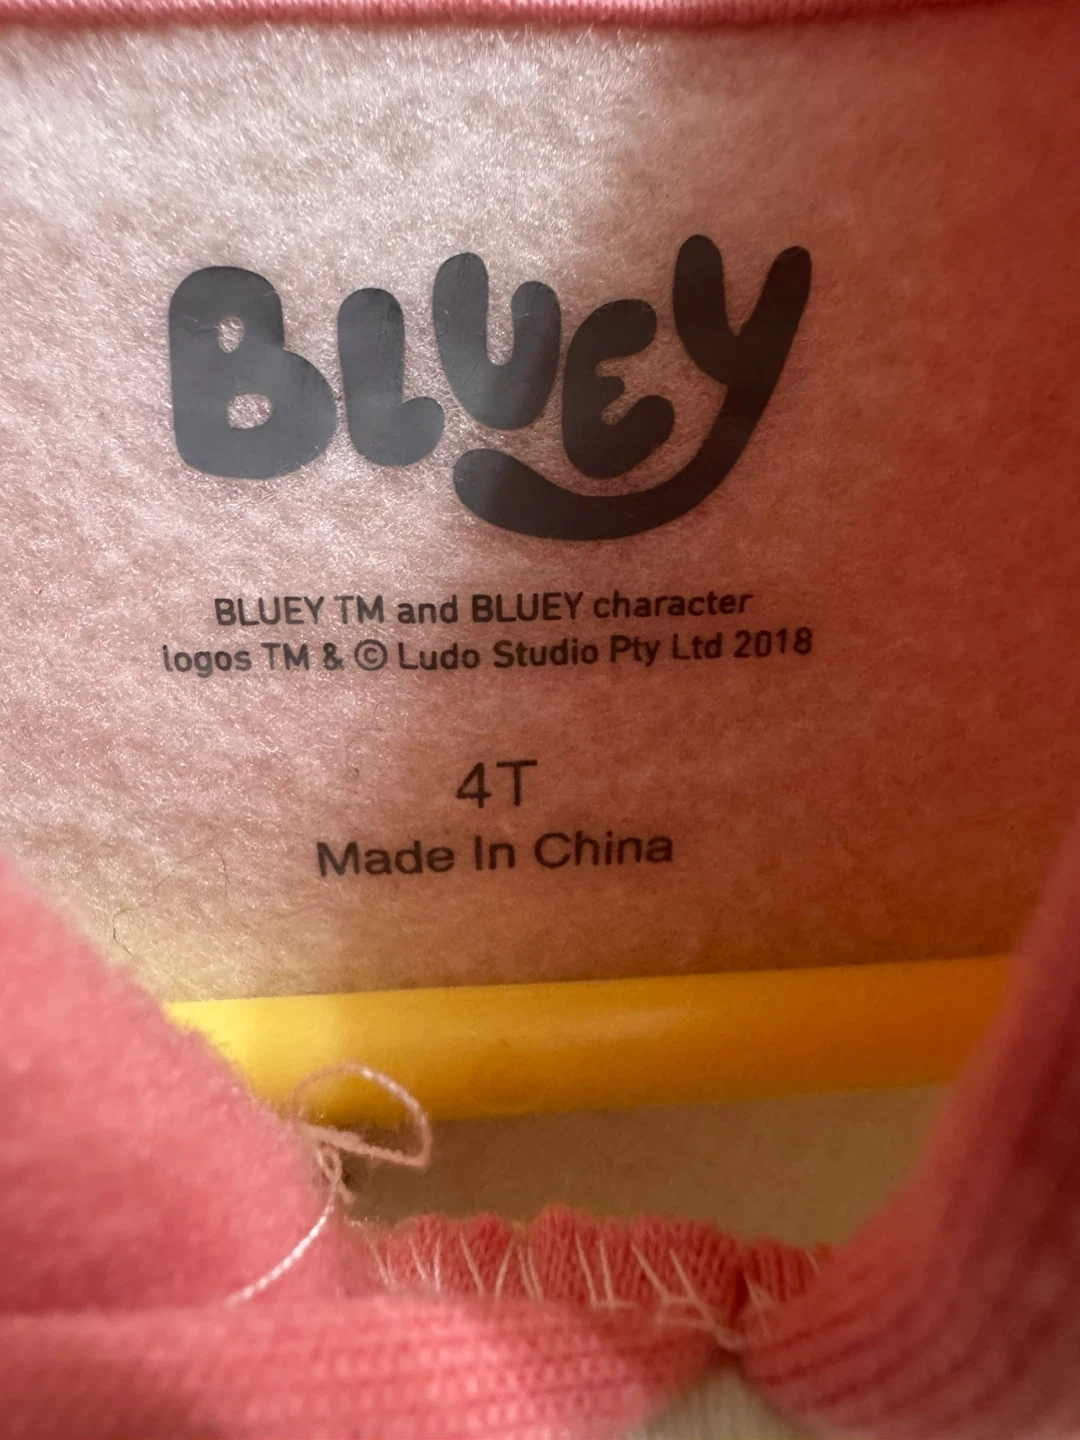 BLUEY
BLUEY TM and BLUEY character
logos TM & © Ludo Studio Pty Ltd 2018
4T
Made In China